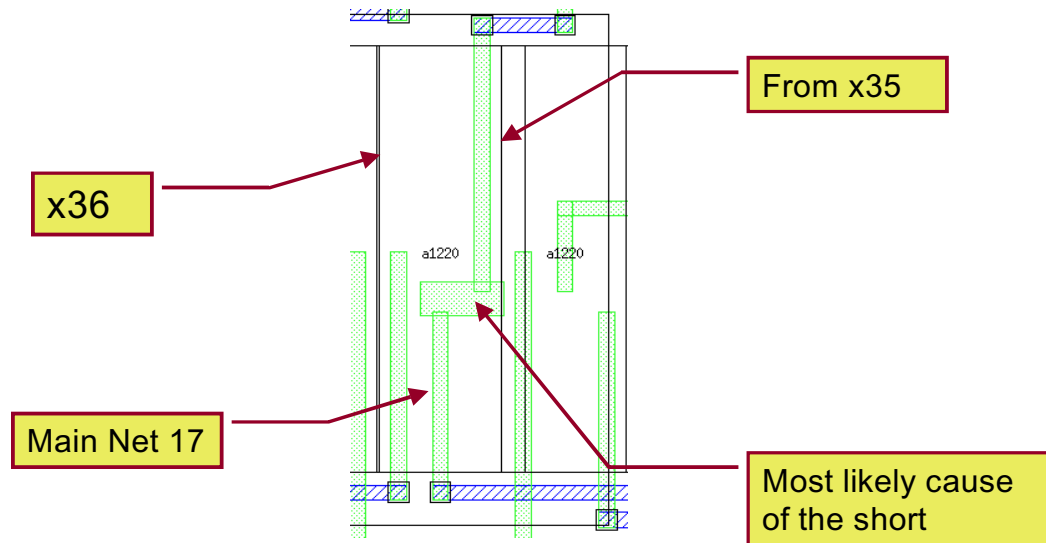 From x35
x36
a1220
a1220
Main Net 17
Most likely cause
of the short